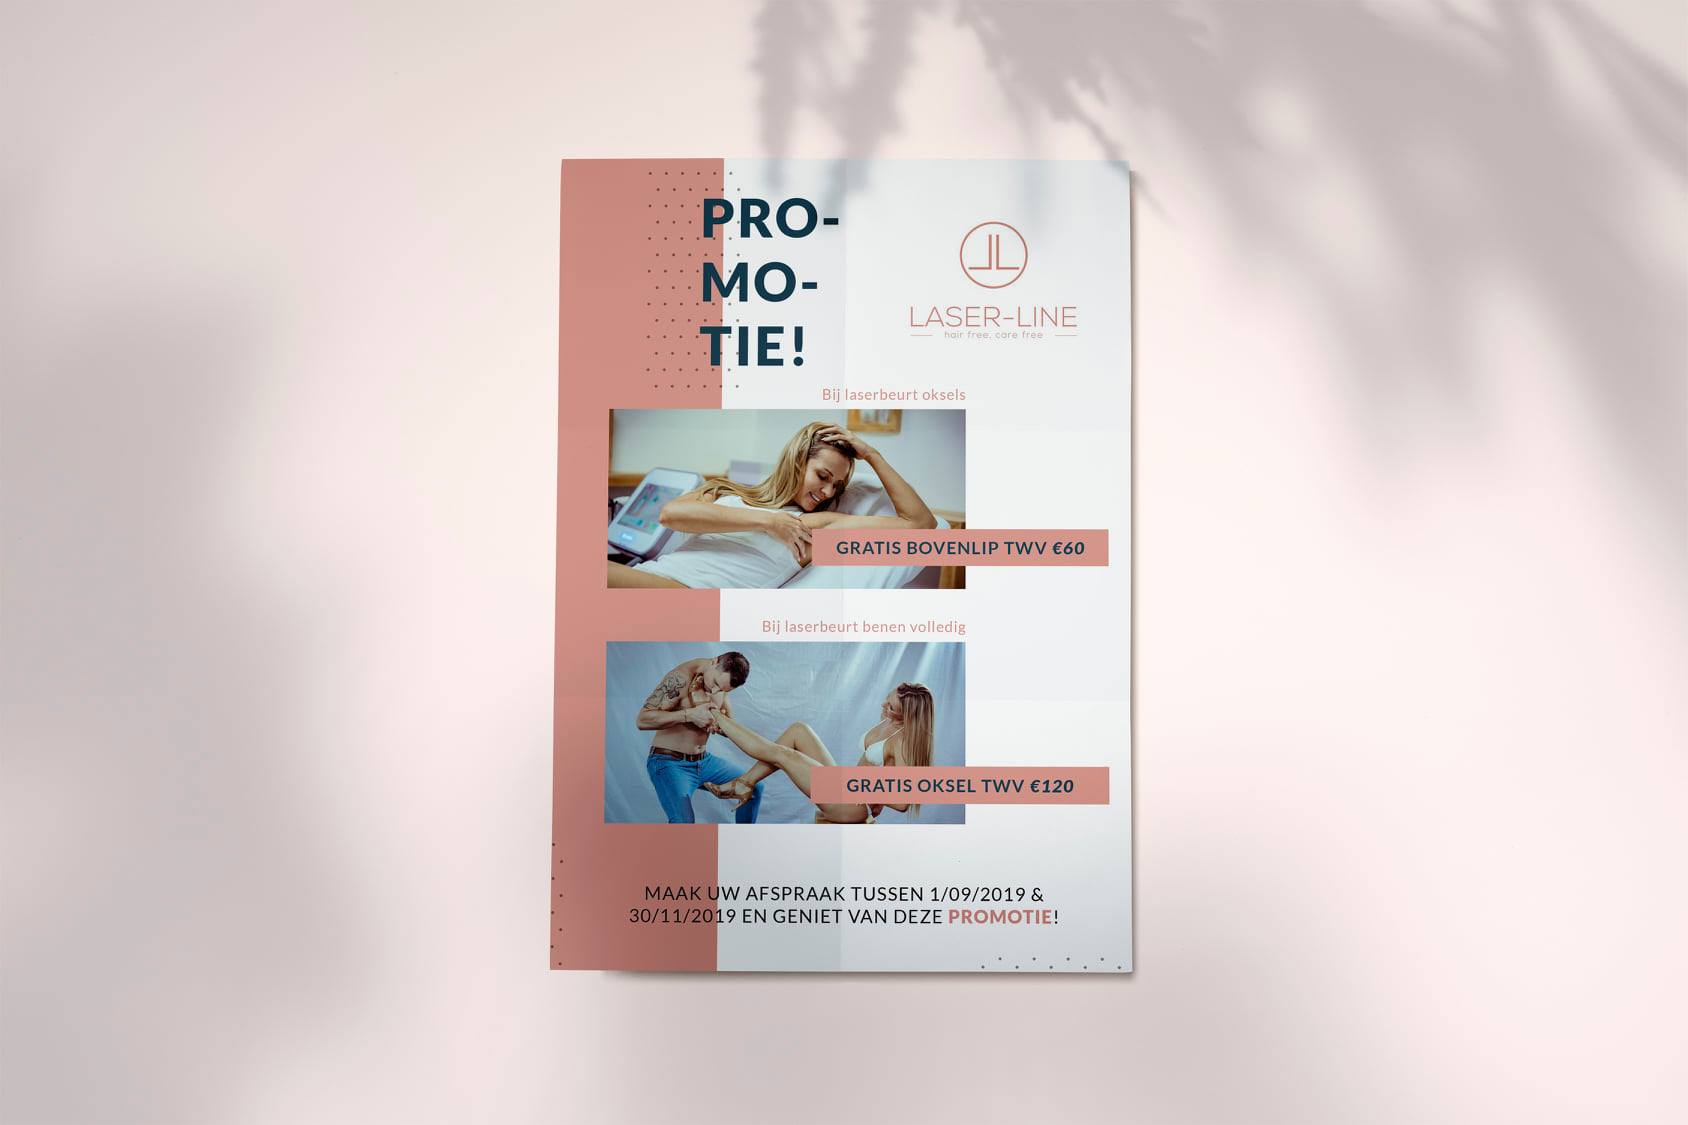 PRO-
MO-
TIE!
LASER-LINE
hair free, care free
Bij laserbeurt oksels
GRATIS BOVENLIP TWV €60
Bij laserbeurt benen volledig
GRATIS OKSEL TWV €120
MAAK UW AFSPRAAK TUSSEN 1/09/2019 &
30/11/2019 EN GENIET VAN DEZE PROMOTIE!